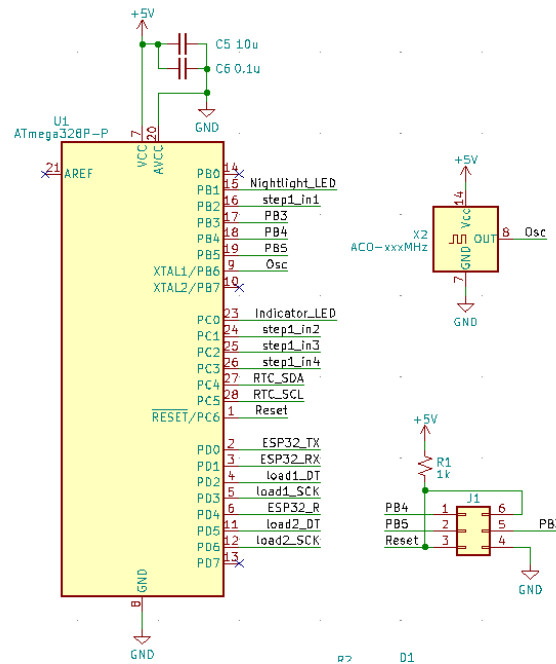 +5V
C5 10u
C6 0.1u
GND
U1
ATmega328P-P
7
20
VCC
AVCC
21
AREF
PB0
14
PB1
15
Nightlight_LED
PB2
16
step1_in1
PB3
17
PB3
PB4
18
PB4
PB5
19
PB5
XTAL1/PB6
9
Osc
XTAL2/PB7
10
PC0
23
Indicator_LED
PC1
24
step1_in2
PC2
25
step1_in3
PC3
26
step1_in4
PC4
27
RTC_SDA
PC5
28
RTC_SCL
RESET/PC6
1
Reset
PD0
2
ESP32_TX
PD1
3
ESP32_RX
PD2
4
load1_DT
PD3
5
load1_SCK
PD4
6
ESP32_R
PD5
11
load2_DT
PD6
12
load2_SCK
PD7
13
GND
8
GND
+5V
14
Vcc
X2
ACO-xxxMHz
OUT
8
Osc
GND
7
GND
+5V
R1
1k
J1
PB4
1
6
PB5
2
5
Reset
3
4
GND
D1